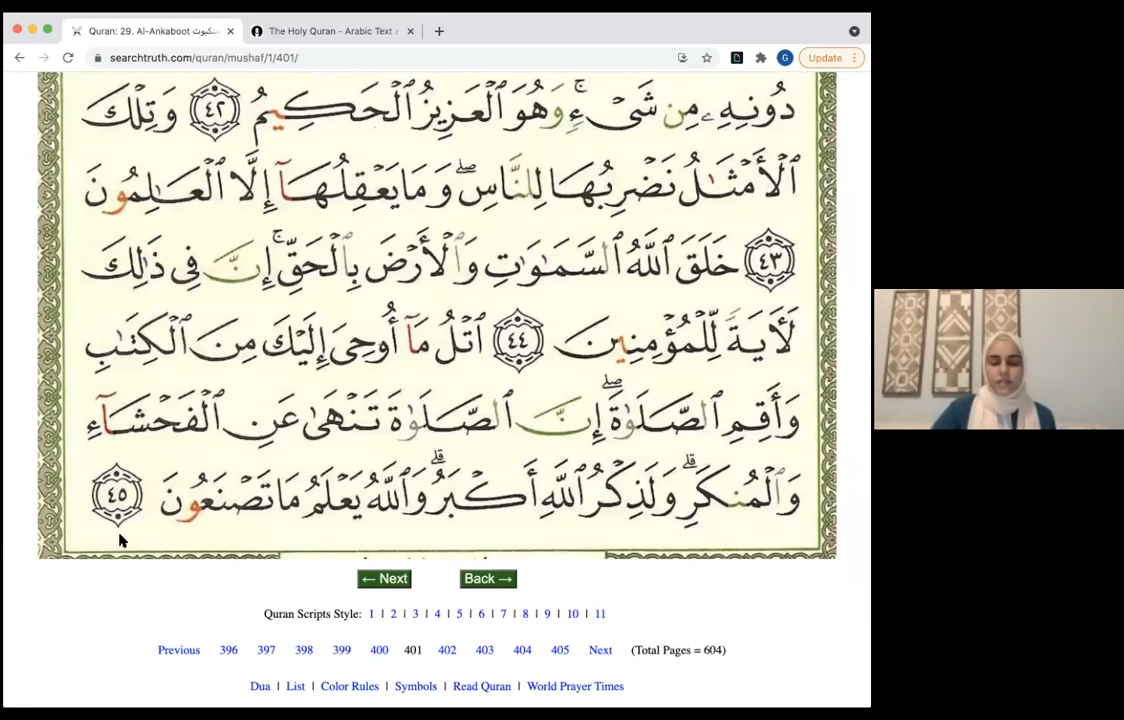 Quran: 29. Al-Ankaboot
The Holy Quran - Arabic Text
searchtruth.com/quran/mushaf/1/401/
G
Update
دُونِهِۦ مِن شَىْءٍ ۚ وَهُوَ ٱلْعَزِيزُ ٱلْحَكِيمُ ٤٢ وَتِلْكَ
ٱلْأَمْثَـٰلُ نَضْرِبُهَا لِلنَّاسِ ۖ وَمَا يَعْقِلُهَآ إِلَّا ٱلْعَـٰلِمُونَ
٤٣ خَلَقَ ٱللَّهُ ٱلسَّمَـٰوَٰتِ وَٱلْأَرْضَ بِٱلْحَقِّ ۚ إِنَّ فِى ذَٰلِكَ
لَـَٔايَةً لِّلْمُؤْمِنِينَ ٤٤ ٱتْلُ مَآ أُوحِىَ إِلَيْكَ مِنَ ٱلْكِتَـٰبِ
وَأَقِمِ ٱلصَّلَوٰةَ ۖ إِنَّ ٱلصَّلَوٰةَ تَنْهَىٰ عَنِ ٱلْفَحْشَآءِ
وَٱلْمُنكَرِ ۗ وَلَذِكْرُ ٱللَّهِ أَكْبَرُ ۗ وَٱللَّهُ يَعْلَمُ مَا تَصْنَعُونَ ٤٥
← Next Back →
Quran Scripts Style: 1 | 2 | 3 | 4 | 5 | 6 | 7 | 8 | 9 | 10 | 11
Previous 396 397 398 399 400 401 402 403 404 405 Next (Total Pages = 604)
Dua | List | Color Rules | Symbols | Read Quran | World Prayer Times